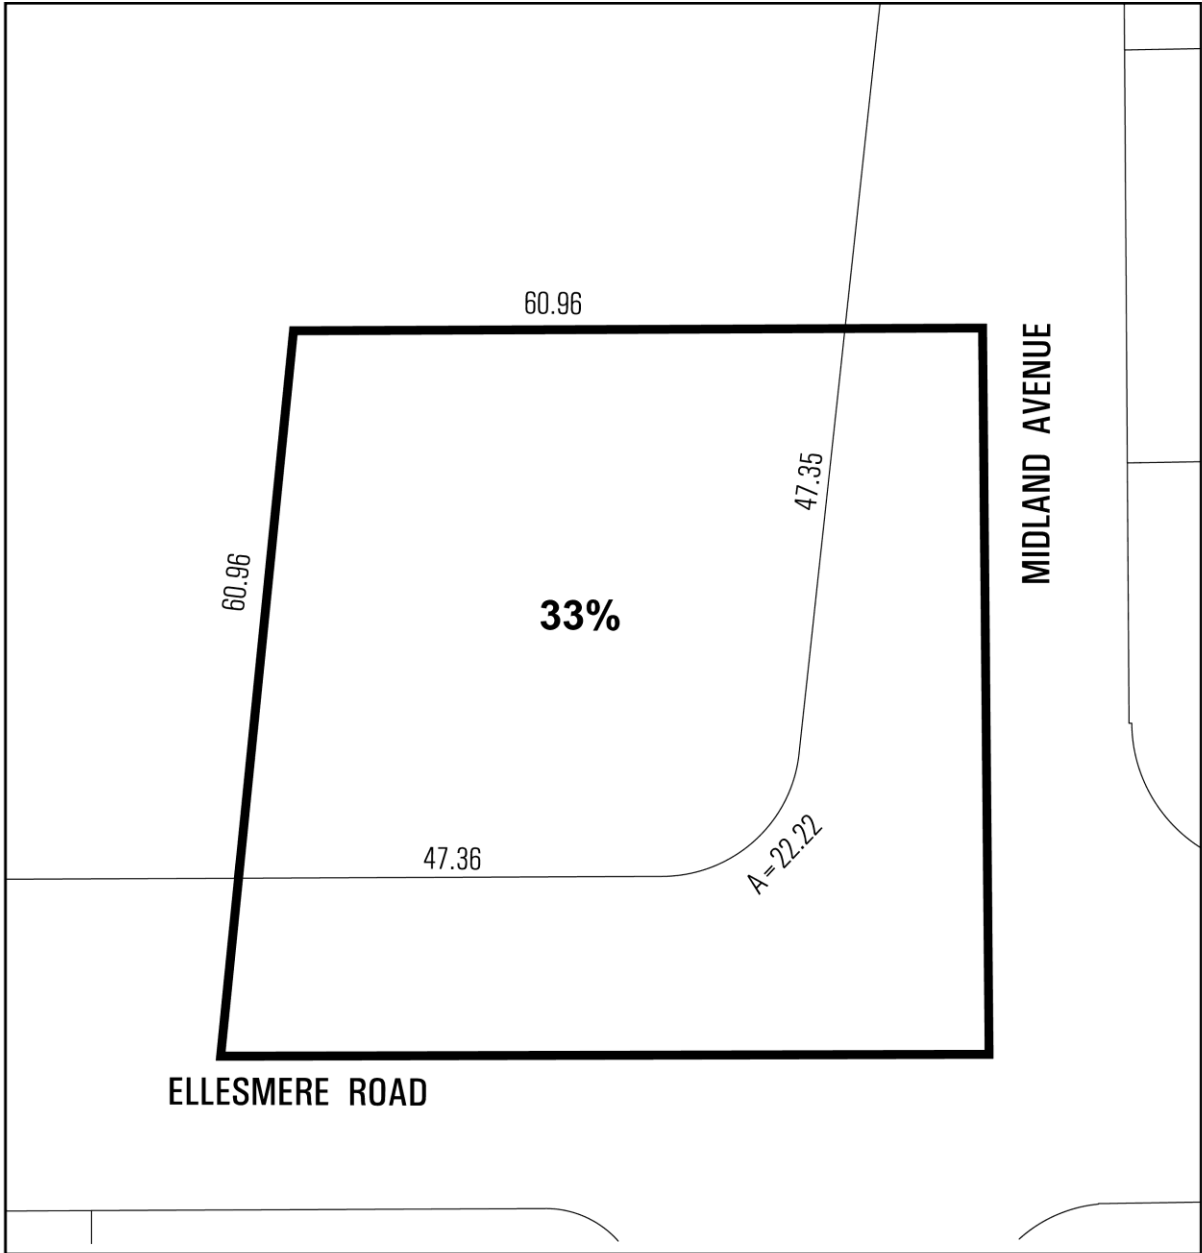 60.96
MIDLAND AVENUE
47.35
60.96
33%
47.36
A = 22.22
ELLESMERE ROAD